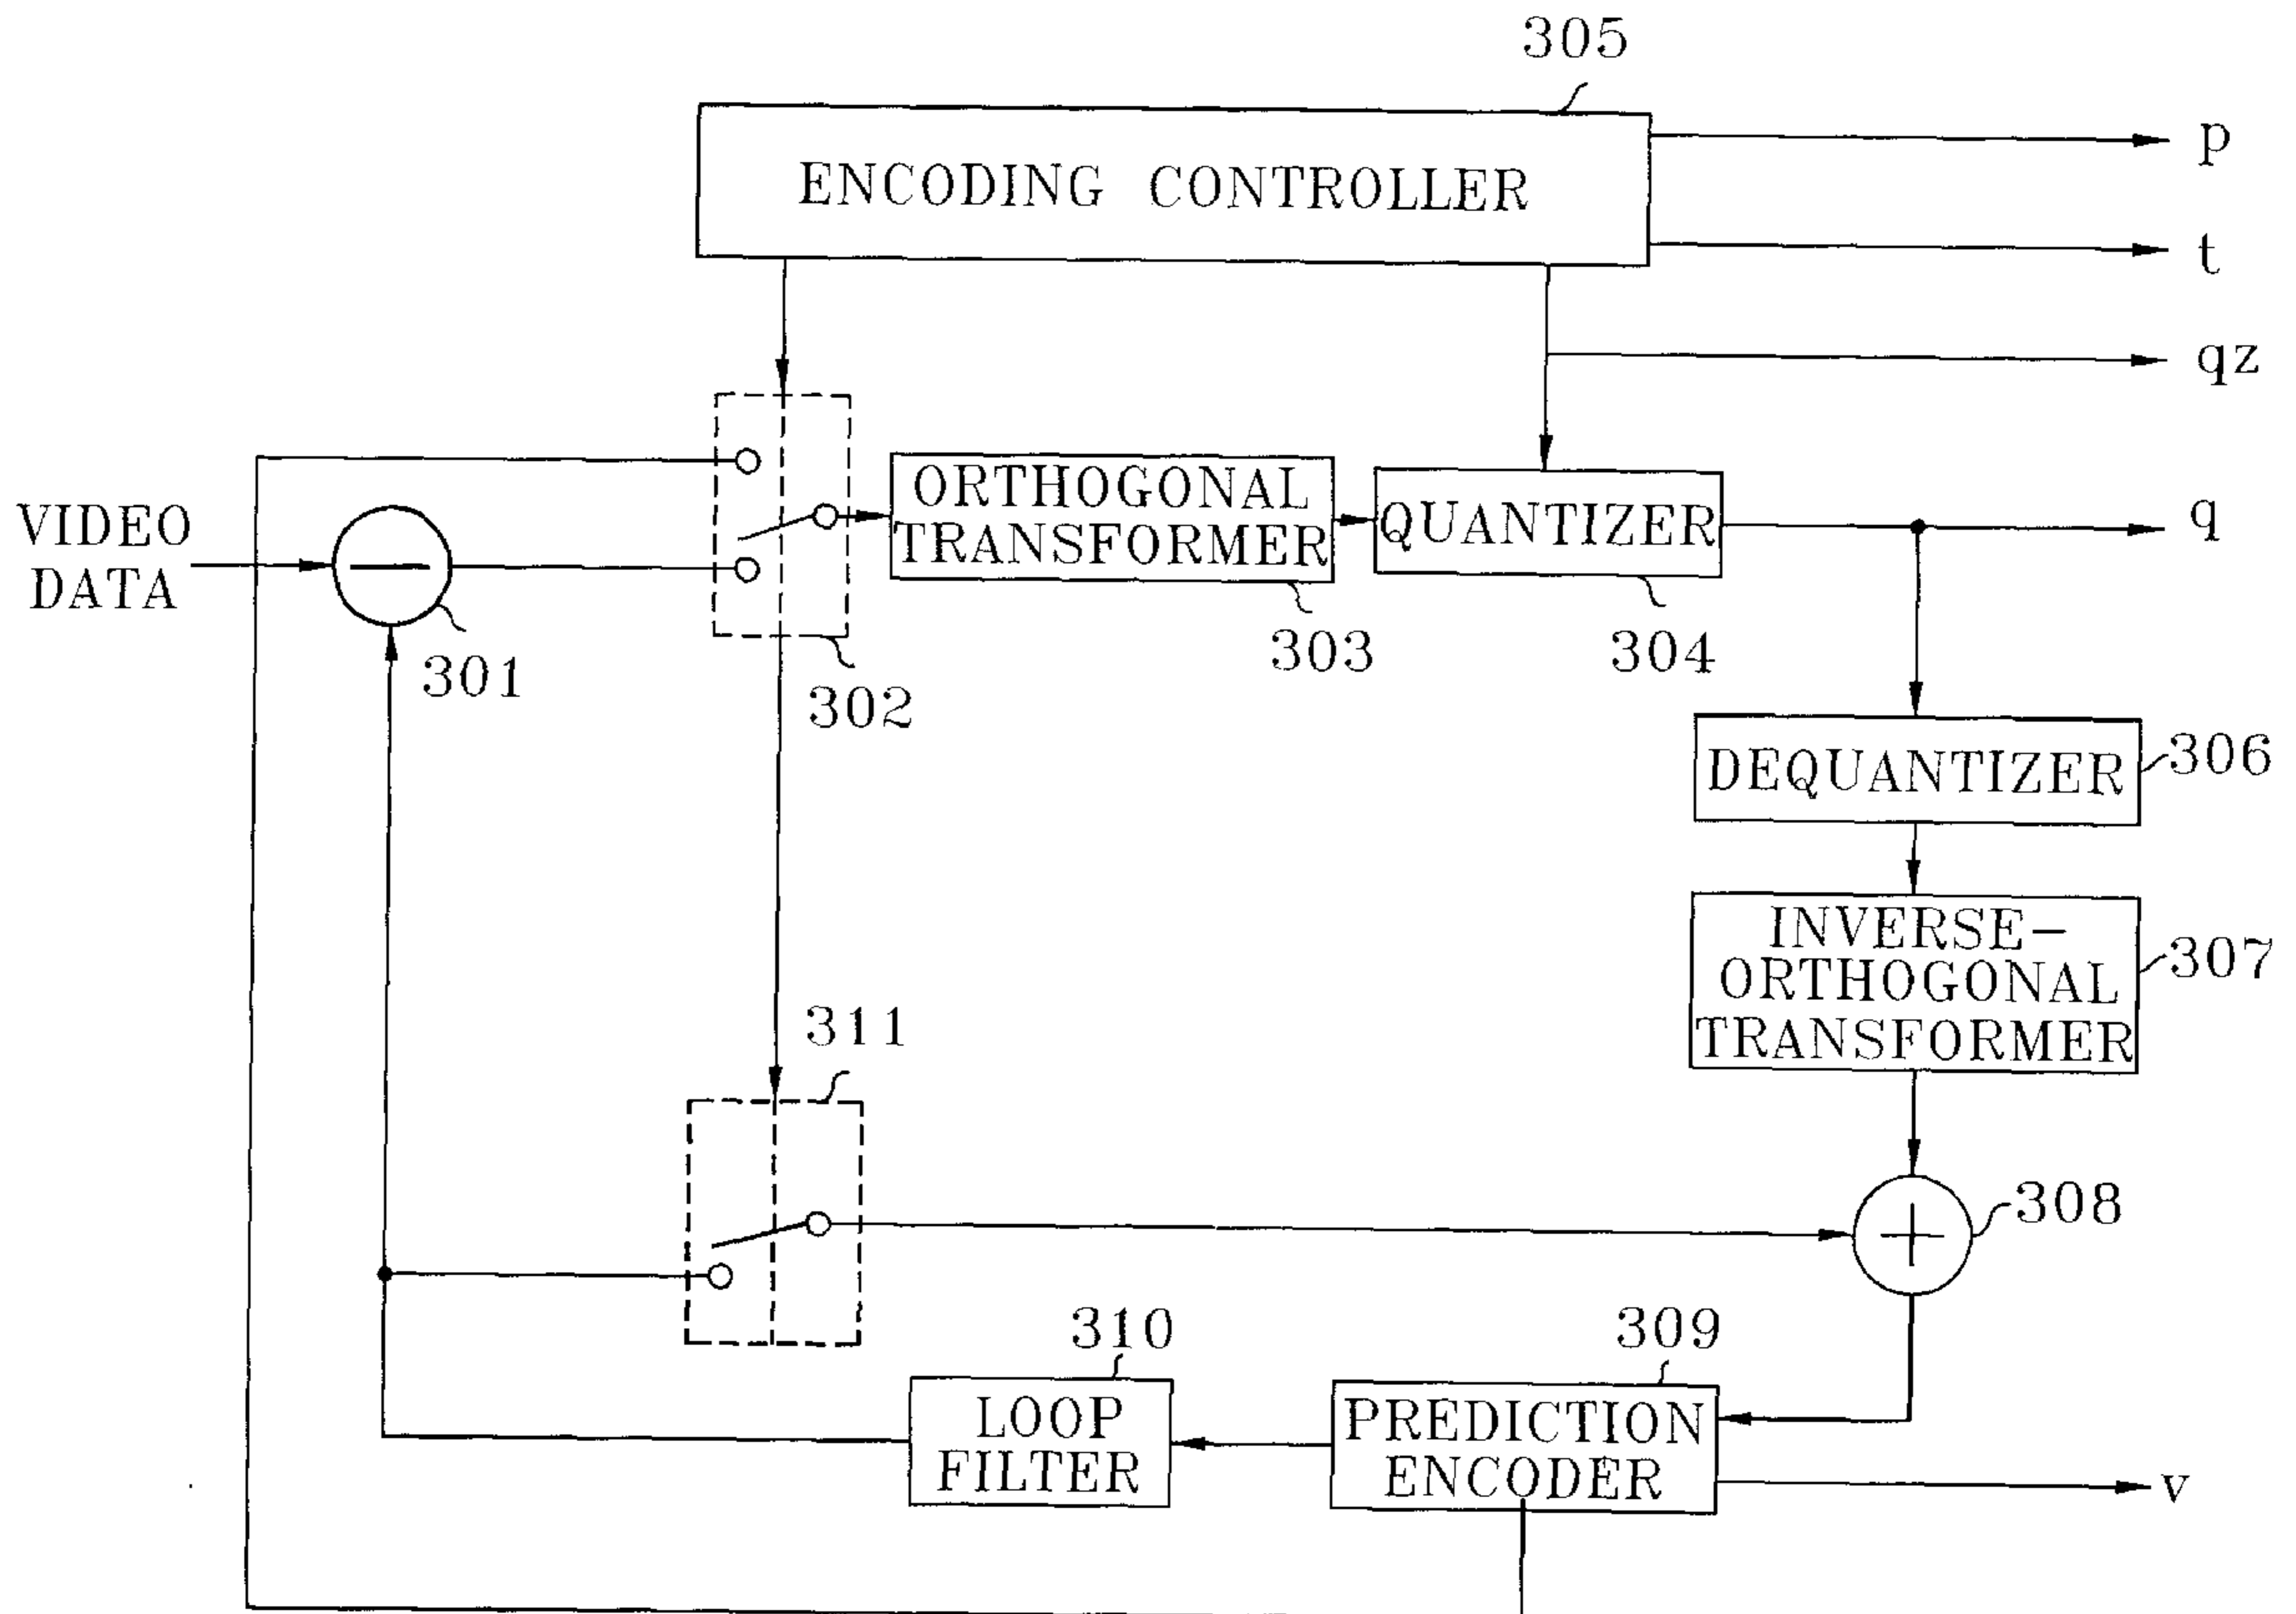 305
ENCODING CONTROLLER
p
t
qz
VIDEO
DATA
301
302
ORTHOGONAL
TRANSFORMER
303
QUANTIZER
304
q
DEQUANTIZER
306
INVERSE-
ORTHOGONAL
TRANSFORMER
307
311
308
310
LOOP
FILTER
309
PREDICTION
ENCODER
v